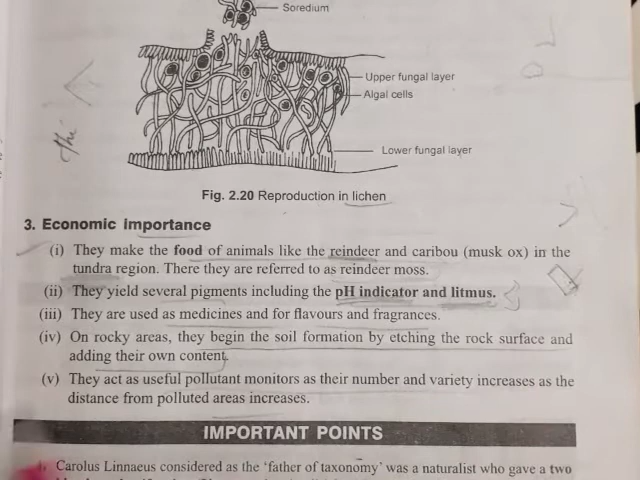 Soredium
Upper fungal layer
Algal cells
Lower fungal layer
Fig. 2.20 Reproduction in lichen
3. Economic importance
(i) They make the food of animals like the reindeer and caribou (musk ox) in the
tundra region. There they are referred to as reindeer moss.
(ii) They yield several pigments including the pH indicator and litmus.
(iii) They are used as medicines and for flavours and fragrances.
(iv) On rocky areas, they begin the soil formation by etching the rock surface and
adding their own content.
(v) They act as useful pollutant monitors as their number and variety increases as the
distance from polluted areas increases.
IMPORTANT POINTS
Carolus Linnaeus considered as the ‘father of taxonomy’ was a naturalist who gave a two